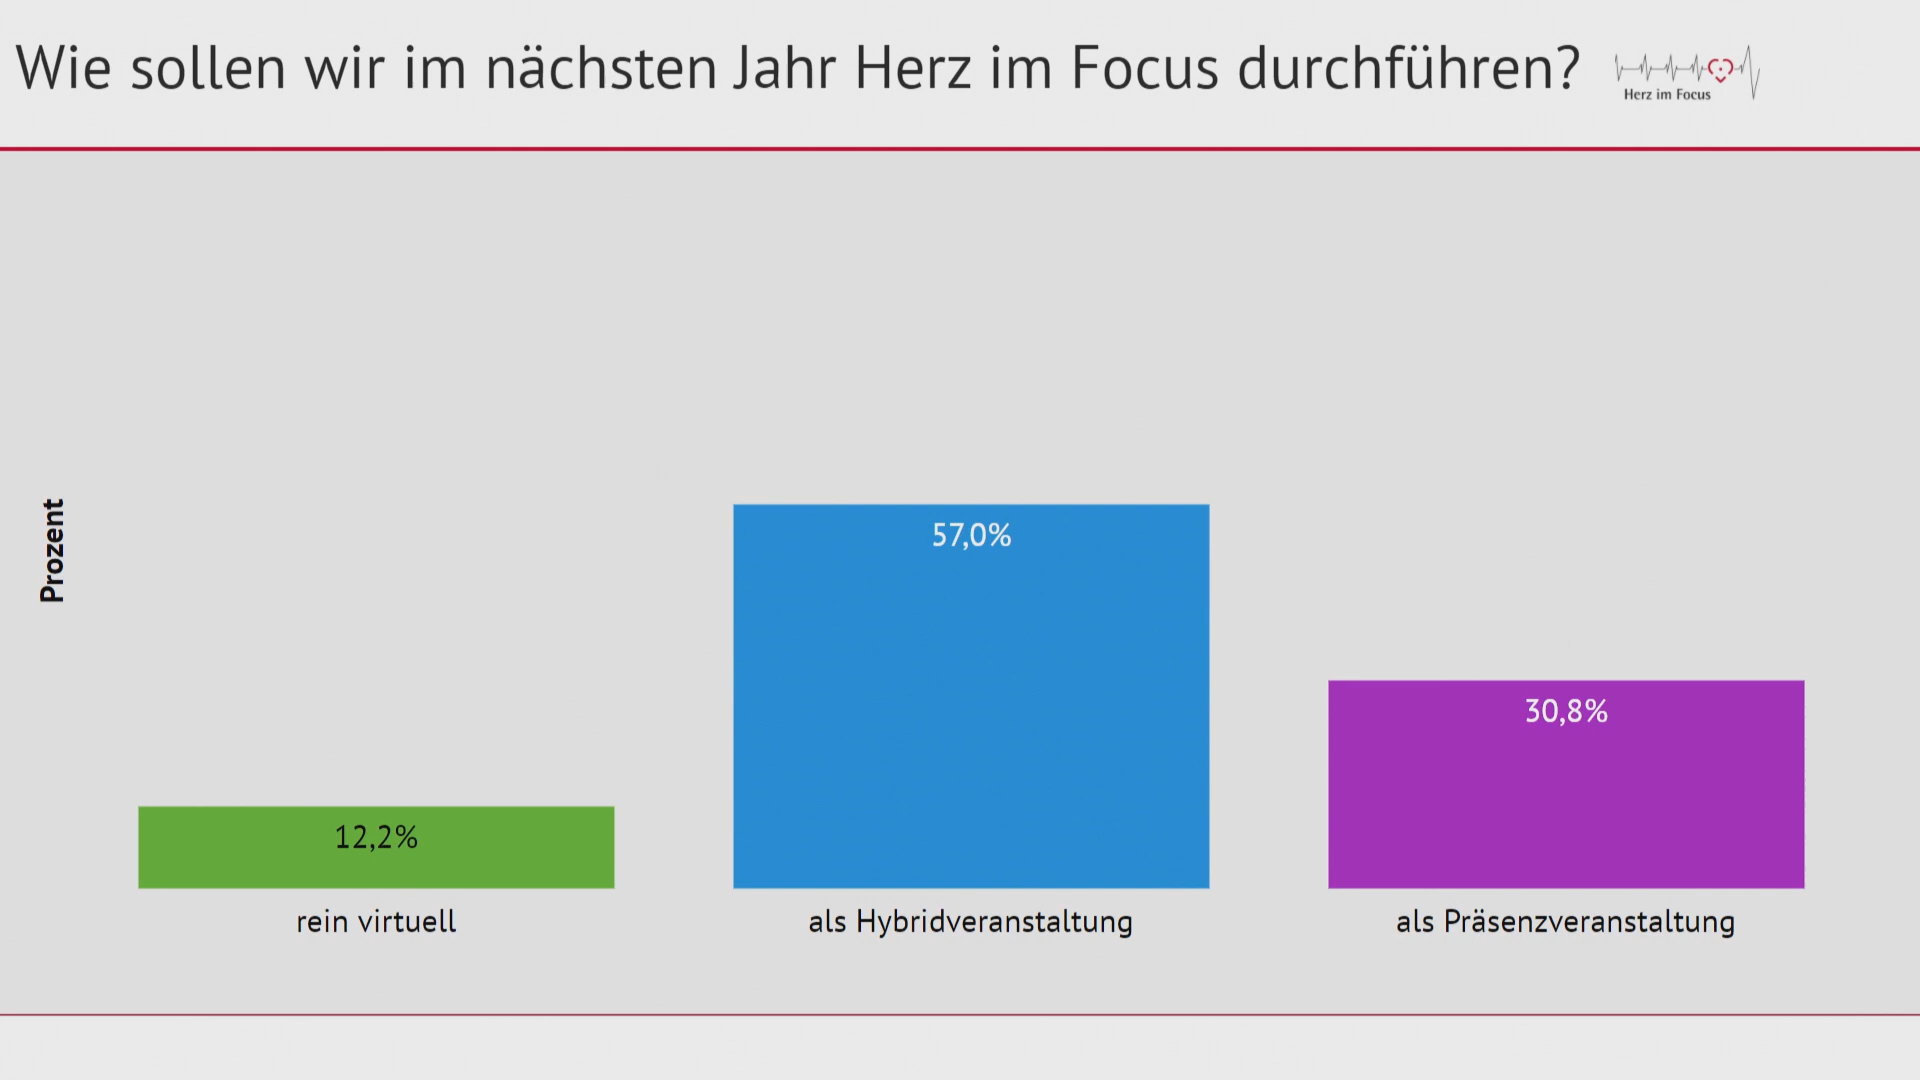 Wie sollen wir im nächsten Jahr Herz im Focus durchführen?
Herz im Focus
Prozent
57,0%
30,8%
12,2%
rein virtuell
als Hybridveranstaltung
als Präsenzveranstaltung